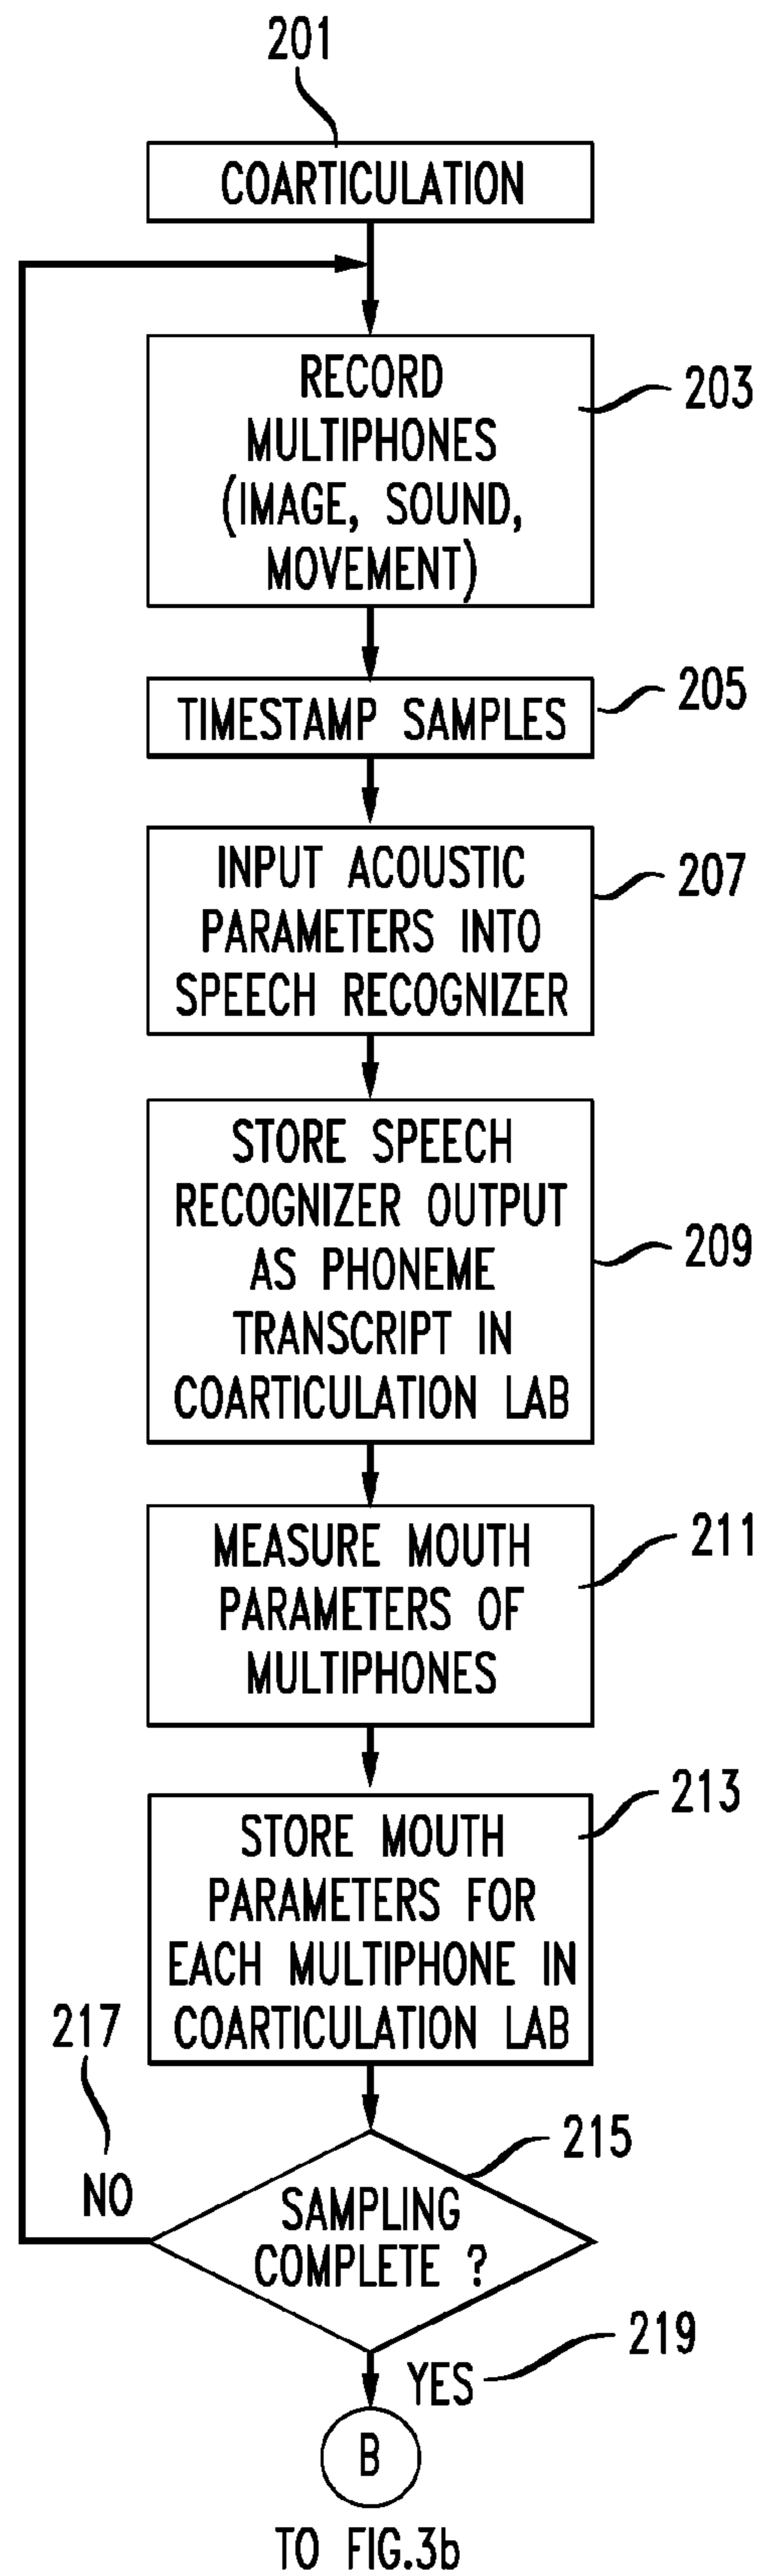 201
COARTICULATION
RECORD
MULTIPHONES
(IMAGE, SOUND,
MOVEMENT)
203
TIMESTAMP SAMPLES
205
INPUT ACOUSTIC
PARAMETERS INTO
SPEECH RECOGNIZER
207
STORE SPEECH
RECOGNIZER OUTPUT
AS PHONEME
TRANSCRIPT IN
COARTICULATION LAB
209
MEASURE MOUTH
PARAMETERS OF
MULTIPHONES
211
STORE MOUTH
PARAMETERS FOR
EACH MULTIPHONE IN
COARTICULATION LAB
213
217
NO
215
SAMPLING
COMPLETE ?
219
YES
B
TO FIG.3b